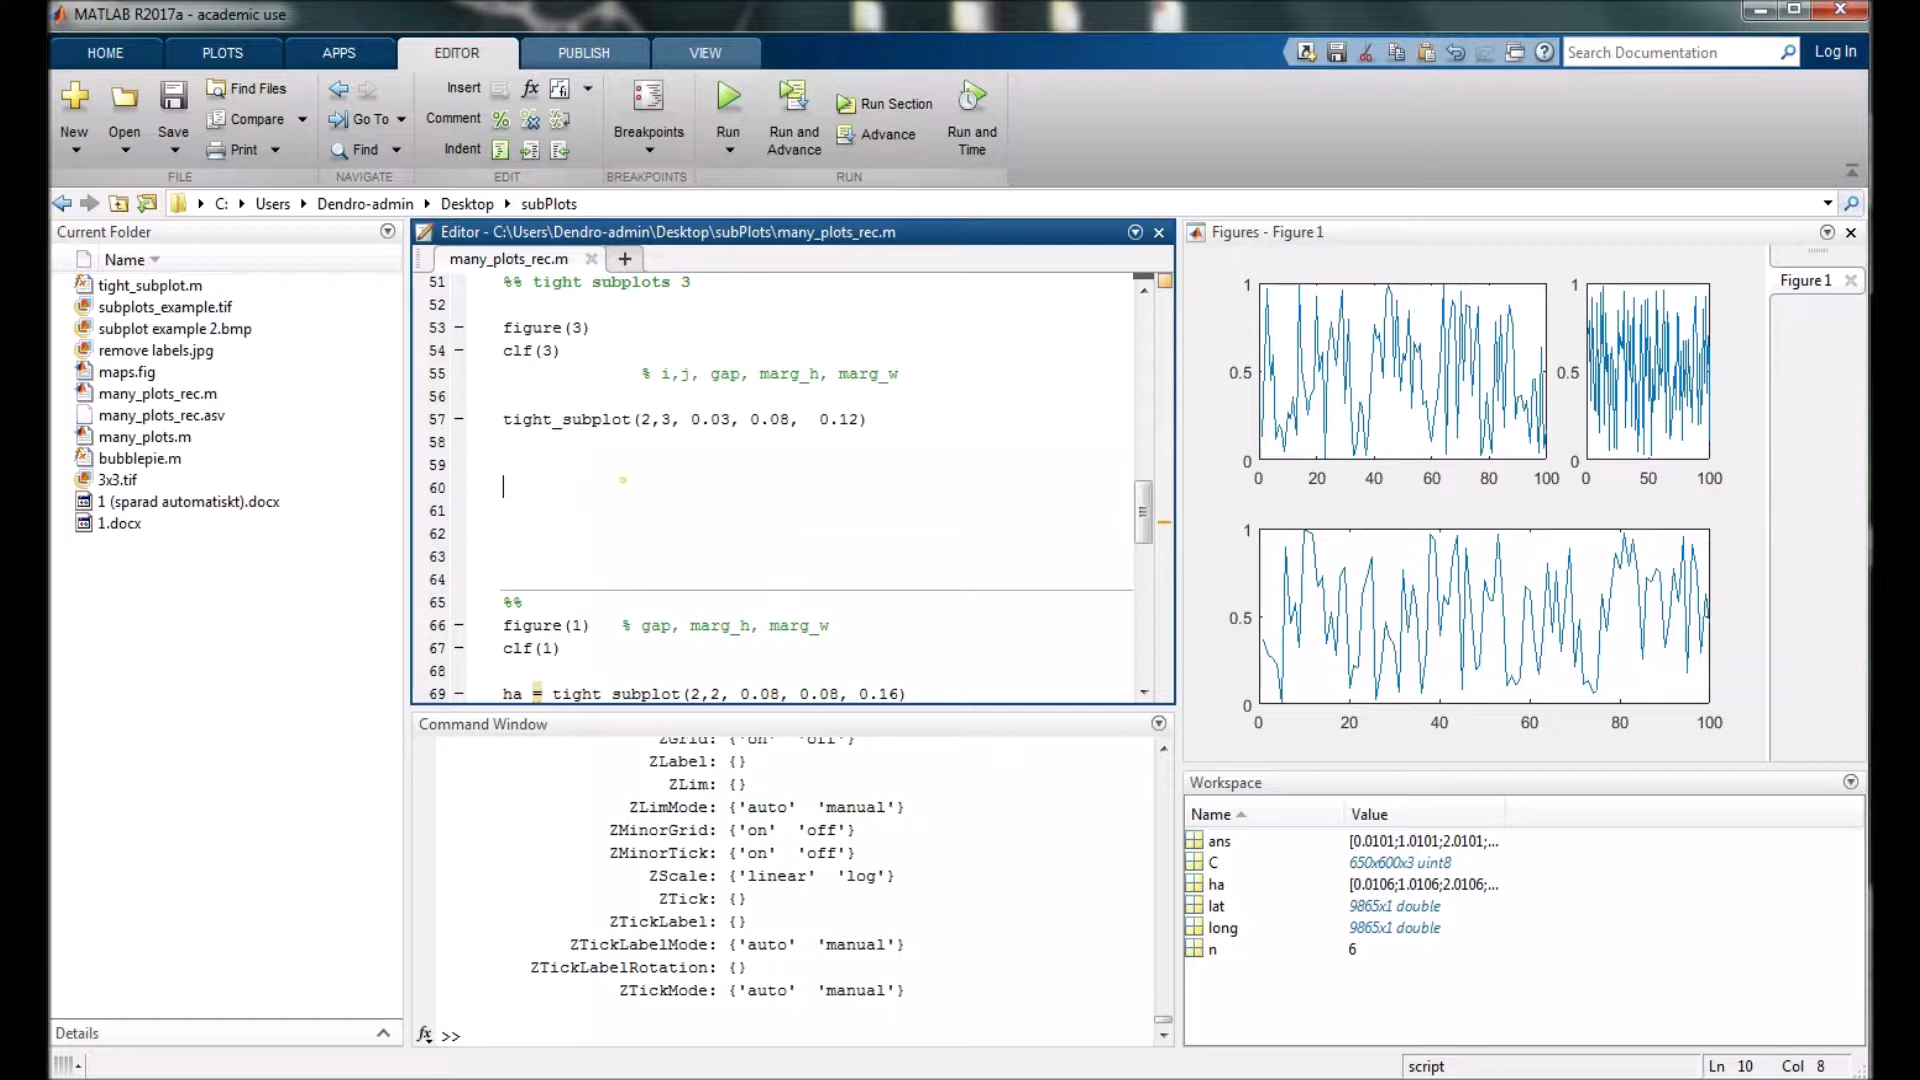 MATLAB R2017a - academic use
HOME PLOTS APPS EDITOR PUBLISH VIEW
Search Documentation
Log In
New Open Save
Find Files
Compare
Print
FILE
Go To
Find
NAVIGATE
Insert fx
Comment
Indent
EDIT
Breakpoints
BREAKPOINTS
Run
Run and Advance
Run Section
Advance
Run and Time
RUN
C: Users Dendro-admin Desktop subPlots
Current Folder
Name
tight_subplot.m
subplots_example.tif
subplot example 2.bmp
remove labels.jpg
maps.fig
many_plots_rec.m
many_plots_rec.asv
many_plots.m
bubblepie.m
3x3.tif
1 (sparad automatiskt).docx
1.docx
Details
Editor - C:\Users\Dendro-admin\Desktop\subPlots\many_plots_rec.m
many_plots_rec.m
51 %% tight subplots 3
52
53 figure(3)
54 clf(3)
55 % i,j, gap, marg_h, marg_w
56
57 tight_subplot(2,3, 0.03, 0.08, 0.12)
58
59
60
61
62
63
64
65 %%
66 figure(1) % gap, marg_h, marg_w
67 clf(1)
68
69 ha = tight_subplot(2,2, 0.08, 0.08, 0.16)
Command Window
ZGrid: {'on' 'off'}
ZLabel: {}
ZLim: {}
ZLimMode: {'auto' 'manual'}
ZMinorGrid: {'on' 'off'}
ZMinorTick: {'on' 'off'}
ZScale: {'linear' 'log'}
ZTick: {}
ZTickLabel: {}
ZTickLabelMode: {'auto' 'manual'}
ZTickLabelRotation: {}
ZTickMode: {'auto' 'manual'}
fx >>
Figures - Figure 1
Figure 1
1 1
0.5 0.5
0 0
0 20 40 60 80 100 0 50 100
1
0.5
0
0 20 40 60 80 100
Workspace
Name Value
ans [0.0101;1.0101;2.0101;...
C 650x600x3 uint8
ha [0.0106;1.0106;2.0106;...
lat 9865x1 double
long 9865x1 double
n 6
script Ln 10 Col 8